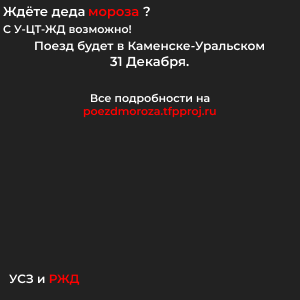 Ждёте деда мороза ?
С У-ЦТ-ЖД возможно!
Поезд будет в Каменске-Уральском
31 Декабря.
Все подробности на
poezdmoroza.tfpproj.ru
УСЗ и РЖД